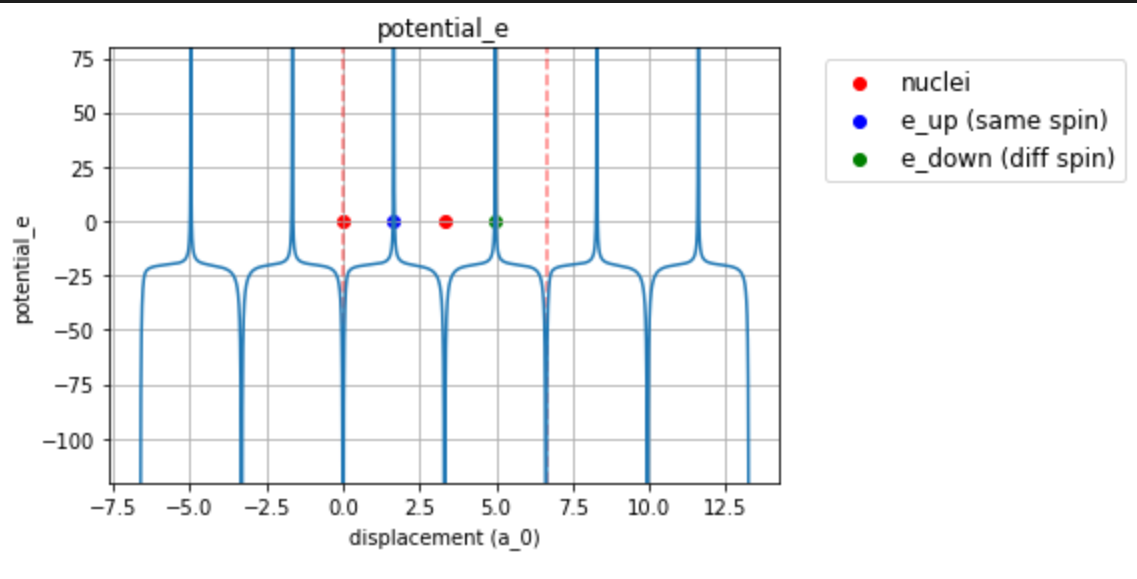 potential_e
75
50
25
0
−25
−50
−75
−100
potential_e
−7.5 −5.0 −2.5 0.0 2.5 5.0 7.5 10.0 12.5
displacement (a_0)
nuclei
e_up (same spin)
e_down (diff spin)